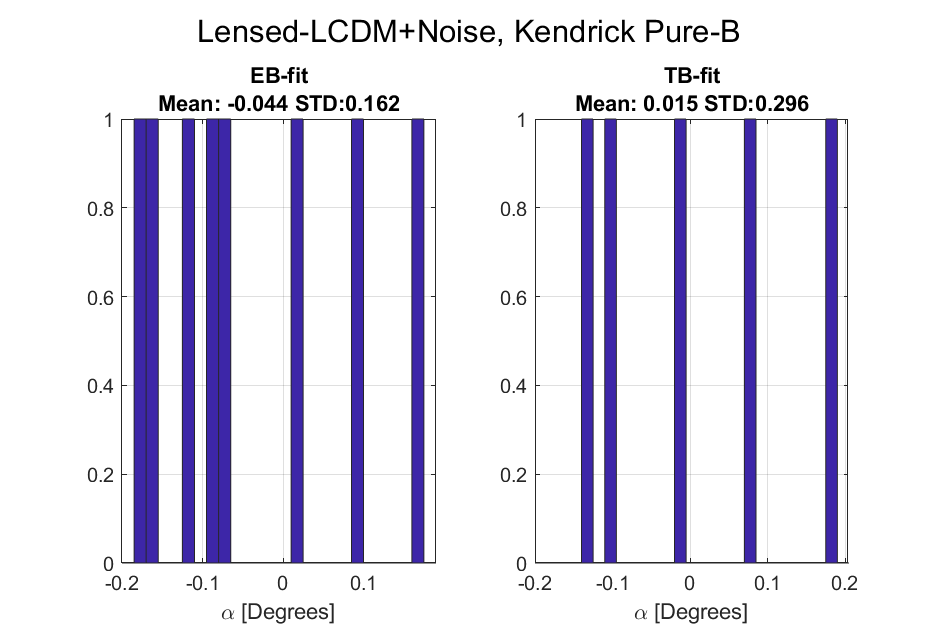 Lensed-LCDM+Noise, Kendrick Pure-B
EB-fit
Mean: -0.044 STD:0.162
1
0.8
0.6
0.4
0.2
0
-0.2 -0.1 0 0.1
α [Degrees]
TB-fit
Mean: 0.015 STD:0.296
1
0.8
0.6
0.4
0.2
0
-0.2 -0.1 0 0.1 0.2
α [Degrees]